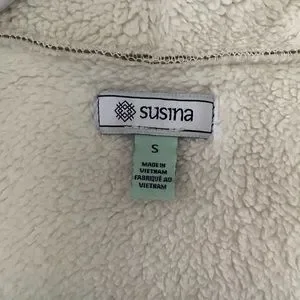 susina
S
MADE IN
VIETNAM
FABRIQUÉ AU
VIETNAM